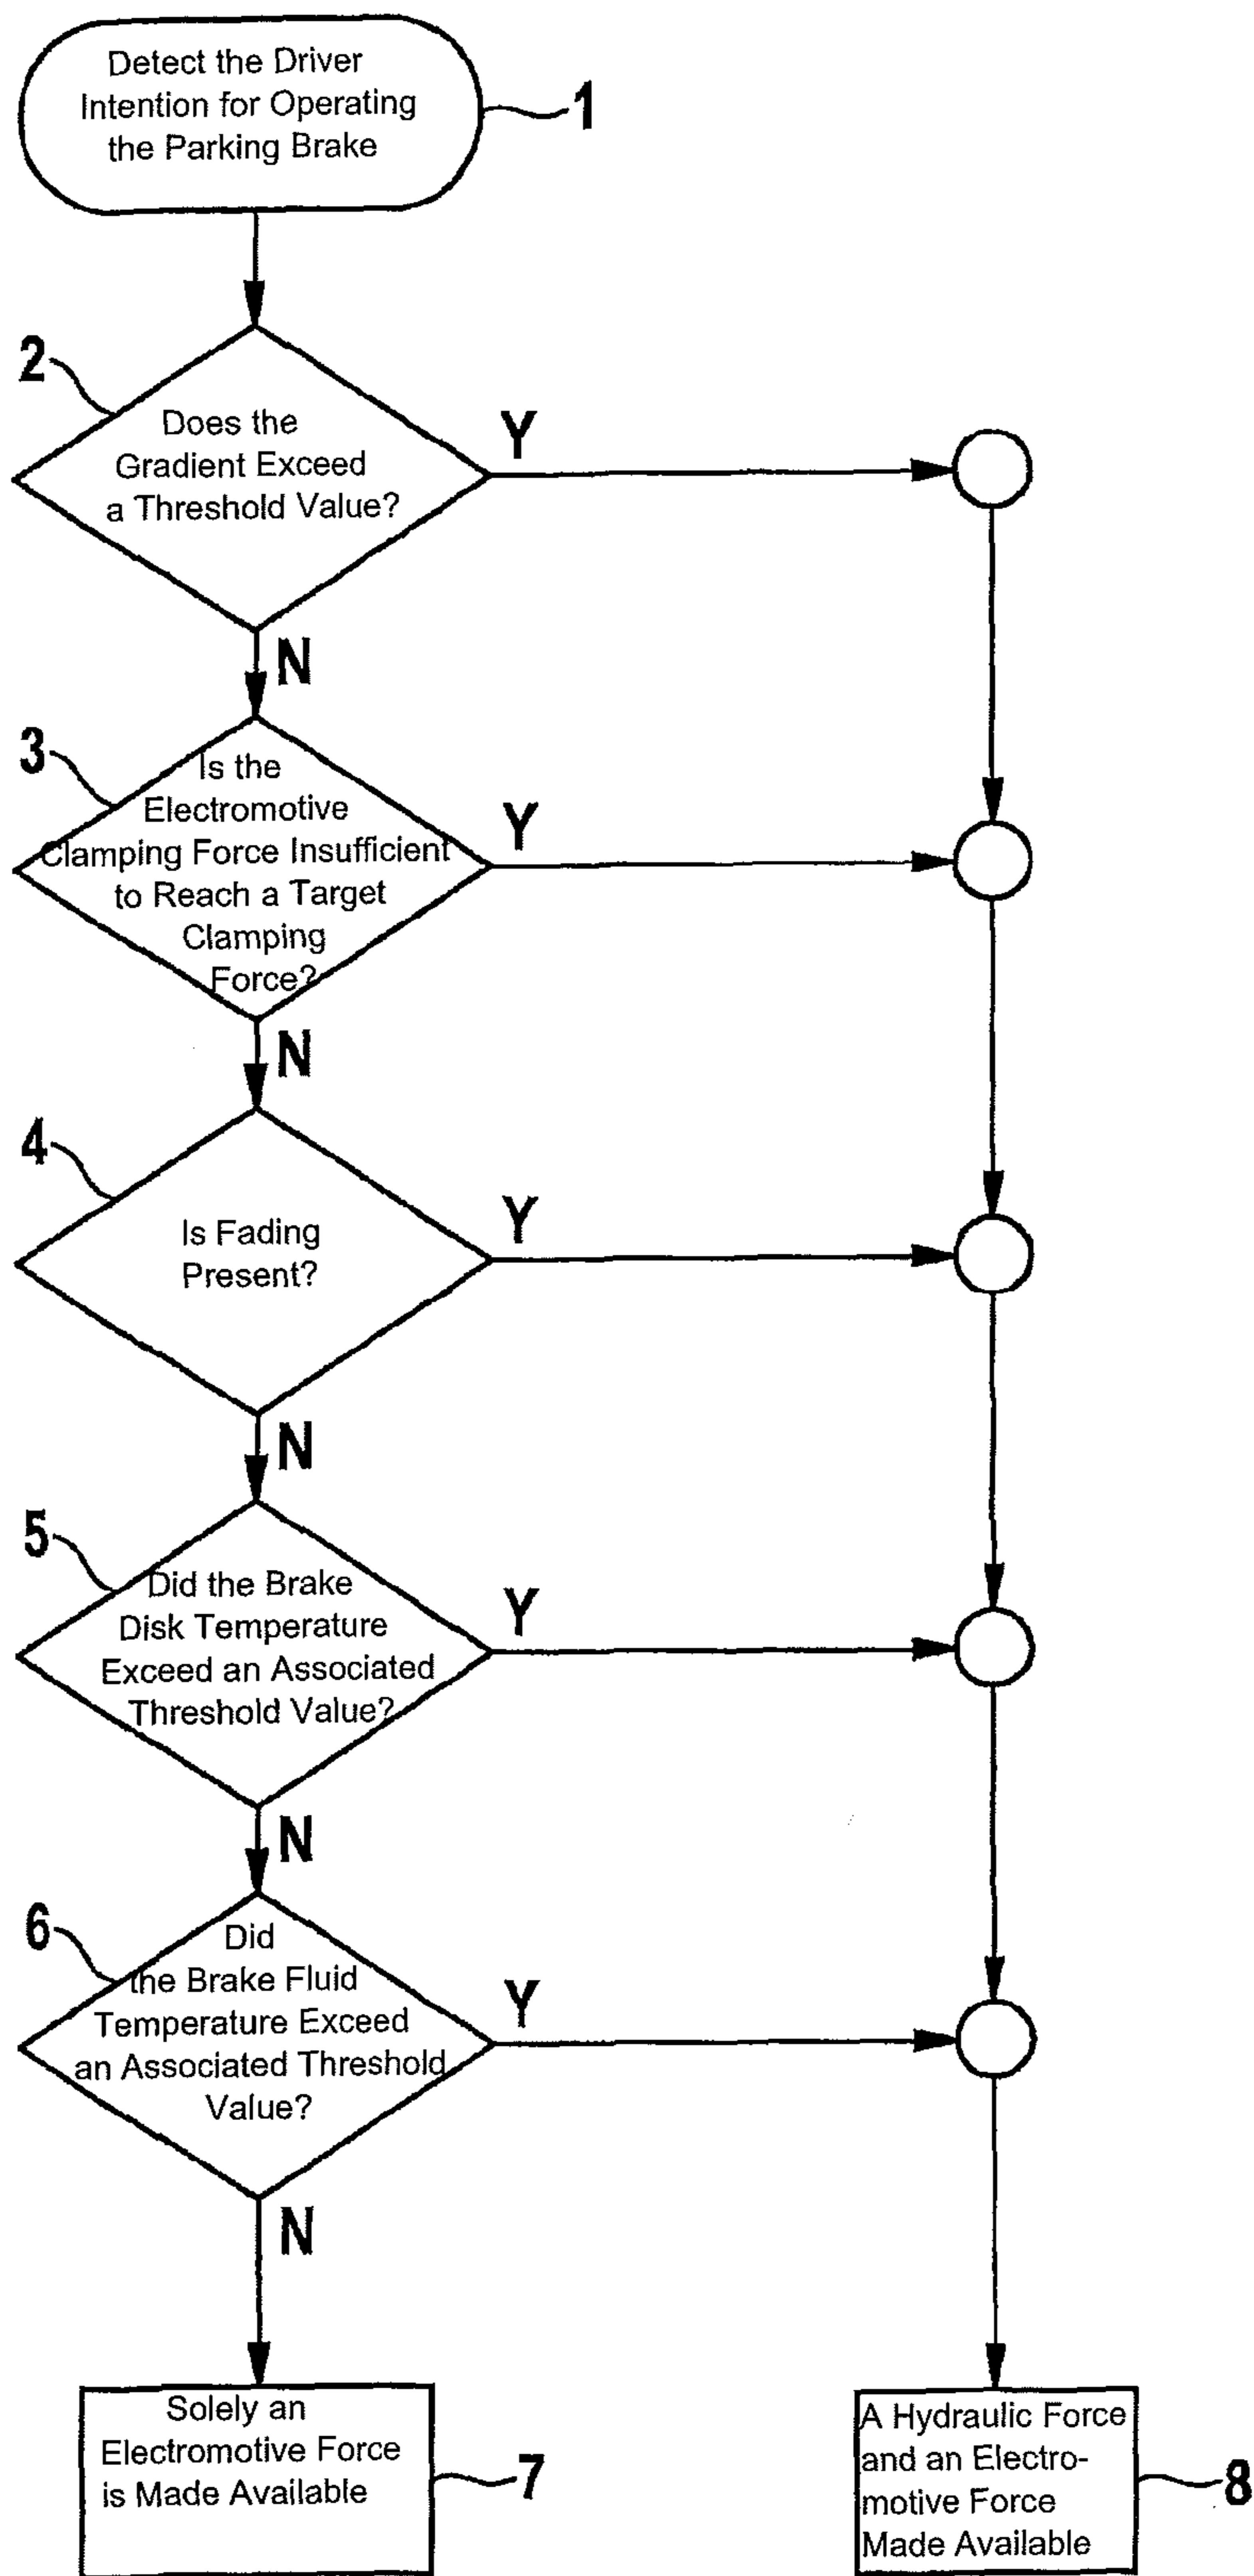 Detect the Driver
Intention for Operating
the Parking Brake
1
2
Does the
Gradient Exceed
a Threshold Value?
Y
N
3
Is the
Electromotive
Clamping Force Insufficient
to Reach a Target
Clamping
Force?
Y
N
4
Is Fading
Present?
Y
N
5
Did the Brake
Disk Temperature
Exceed an Associated
Threshold Value?
Y
N
6
Did
the Brake Fluid
Temperature Exceed
an Associated Threshold
Value?
Y
N
Solely an
Electromotive Force
is Made Available
7
A Hydraulic Force
and an Electro-
motive Force
Made Available
8